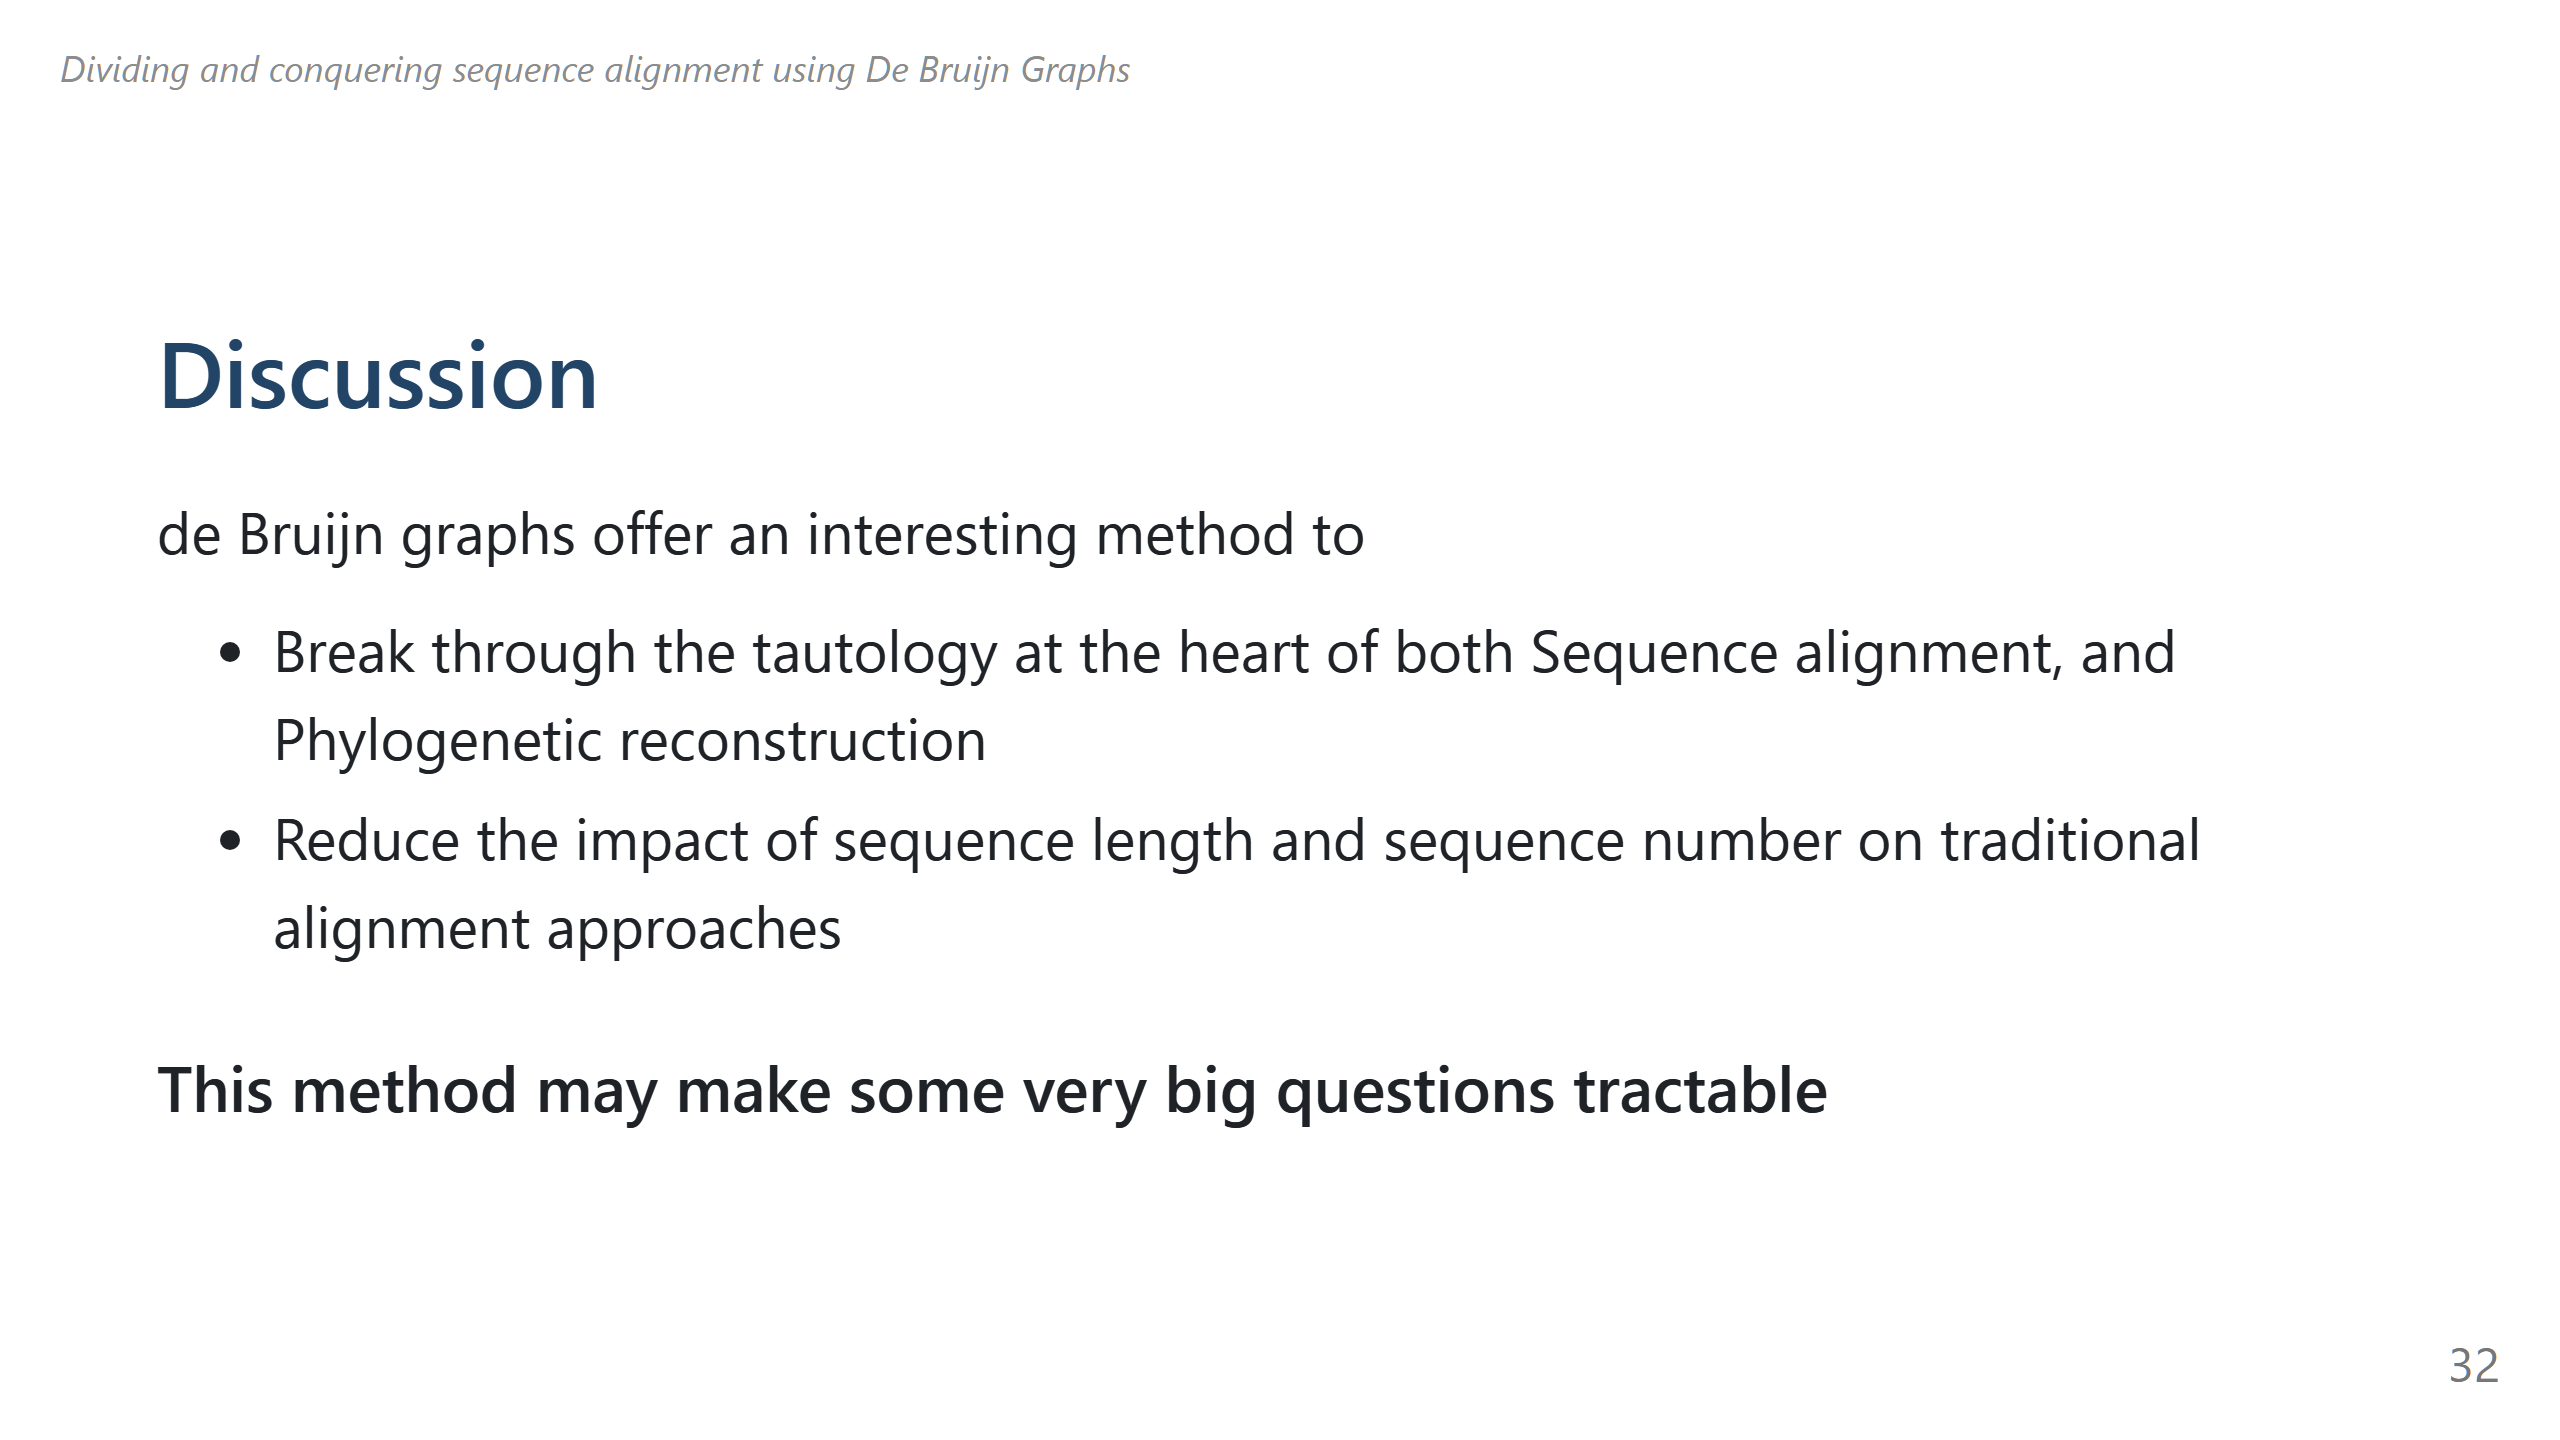 Dividing and conquering sequence alignment using De Bruijn Graphs
Discussion
de Bruijn graphs offer an interesting method to
• Break through the tautology at the heart of both Sequence alignment, and
Phylogenetic reconstruction
• Reduce the impact of sequence length and sequence number on traditional
alignment approaches
This method may make some very big questions tractable
32